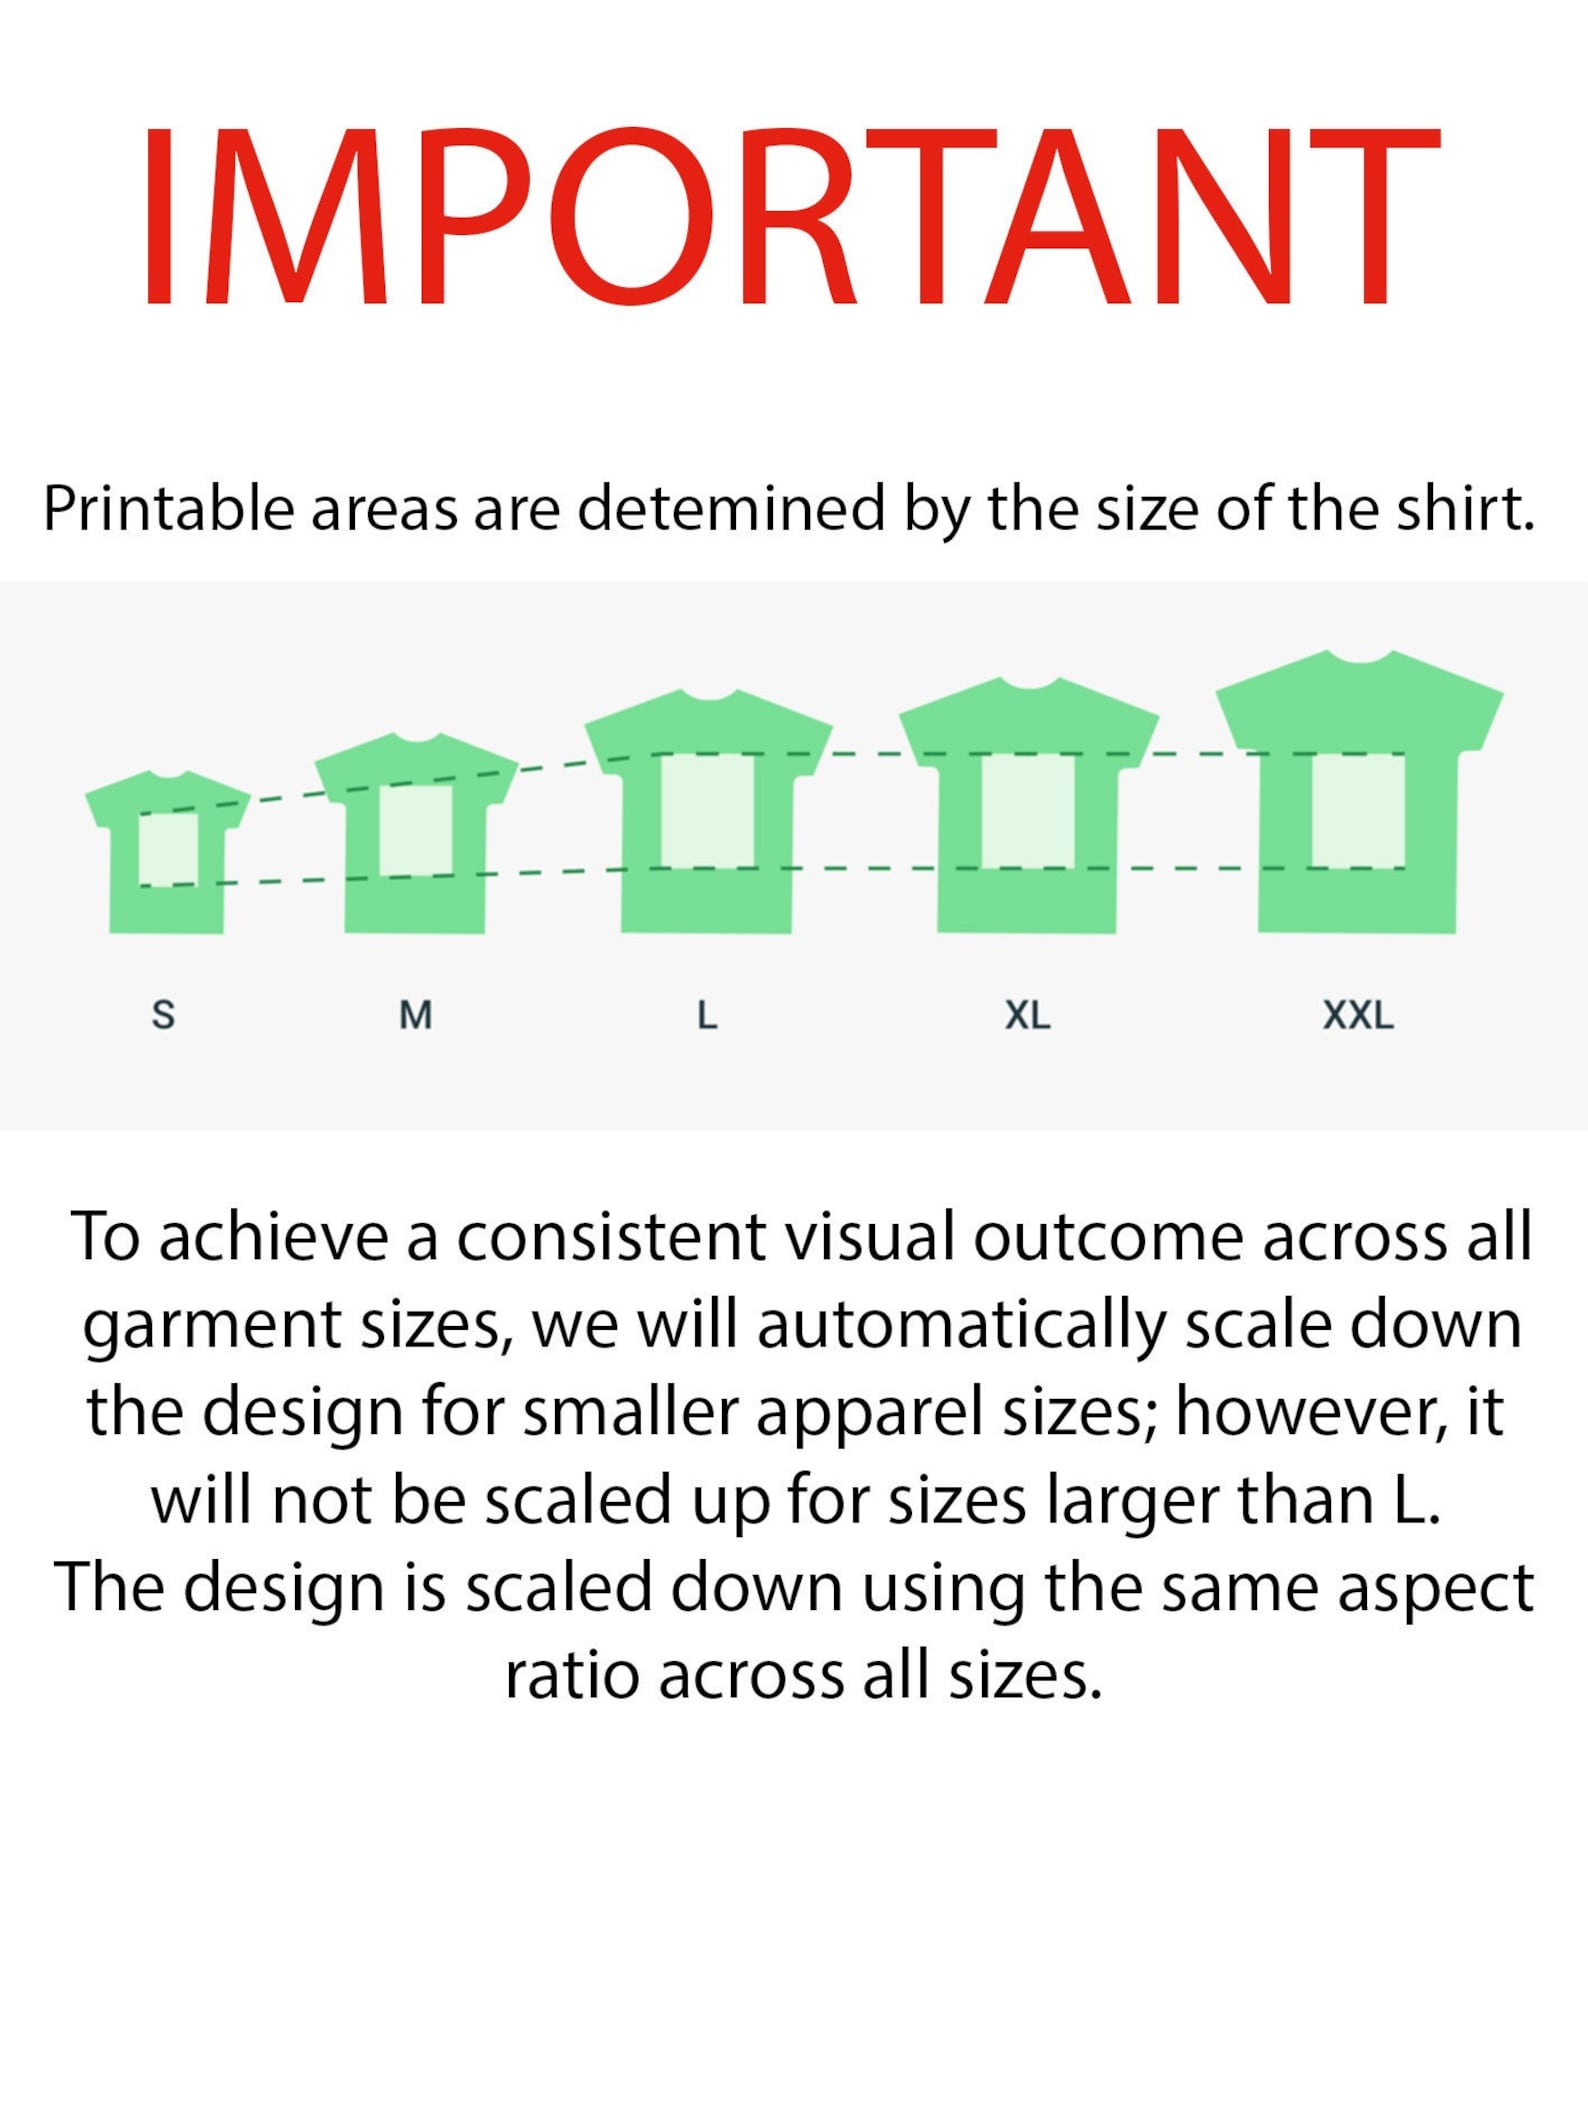 IMPORTANT
Printable areas are detemined by the size of the shirt.
S M L XL XXL
To achieve a consistent visual outcome across all
garment sizes, we will automatically scale down
the design for smaller apparel sizes; however, it
will not be scaled up for sizes larger than L.
The design is scaled down using the same aspect
ratio across all sizes.